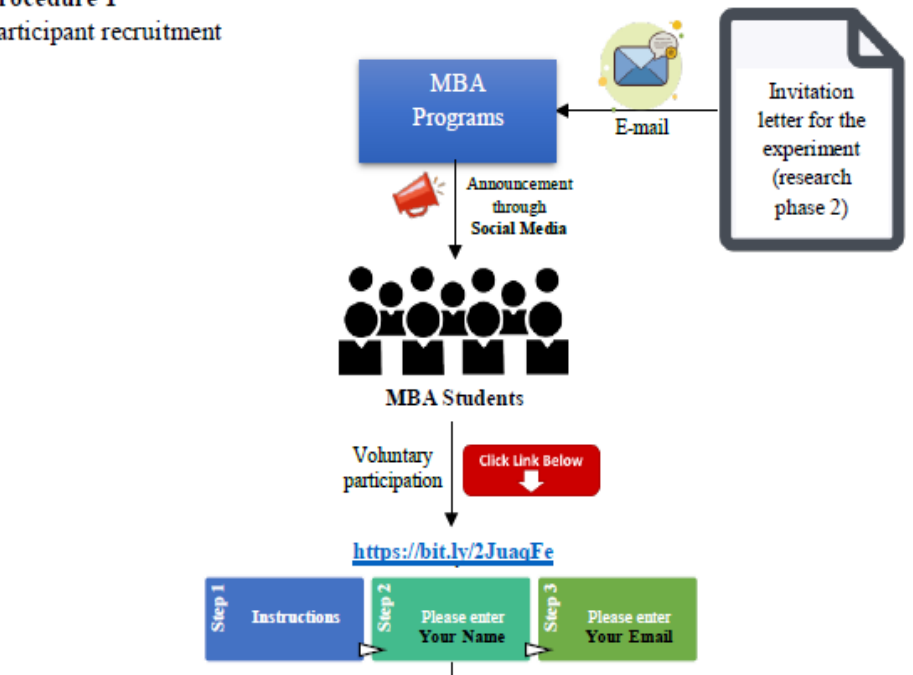 Procedure 1
articipant recruitment
MBA
Programs
E-mail
Invitation
letter for the
experiment
(research
phase 2)
Announcement
through
Social Media
MBA Students
Voluntary
participation
Click Link Below
https://bit.ly/2JuaqFe
Step 1
Instructions
Step 2
Please enter
Your Name
Step 3
Please enter
Your Email